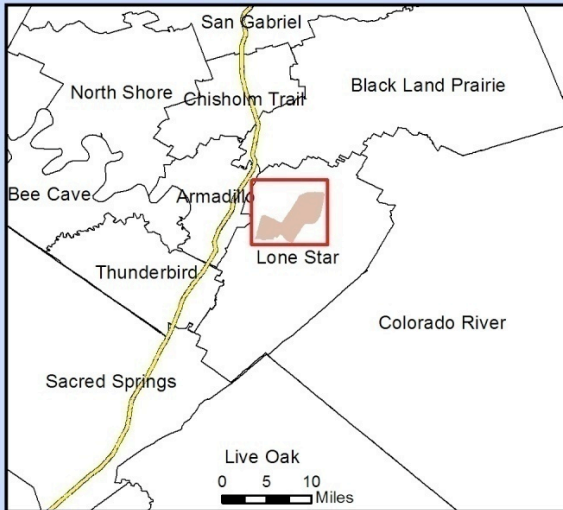 San Gabriel
North Shore
Chisholm Trail
Black Land Prairie
Bee Cave
Armadillo
Lone Star
Thunderbird
Colorado River
Sacred Springs
Live Oak
0 5 10
Miles